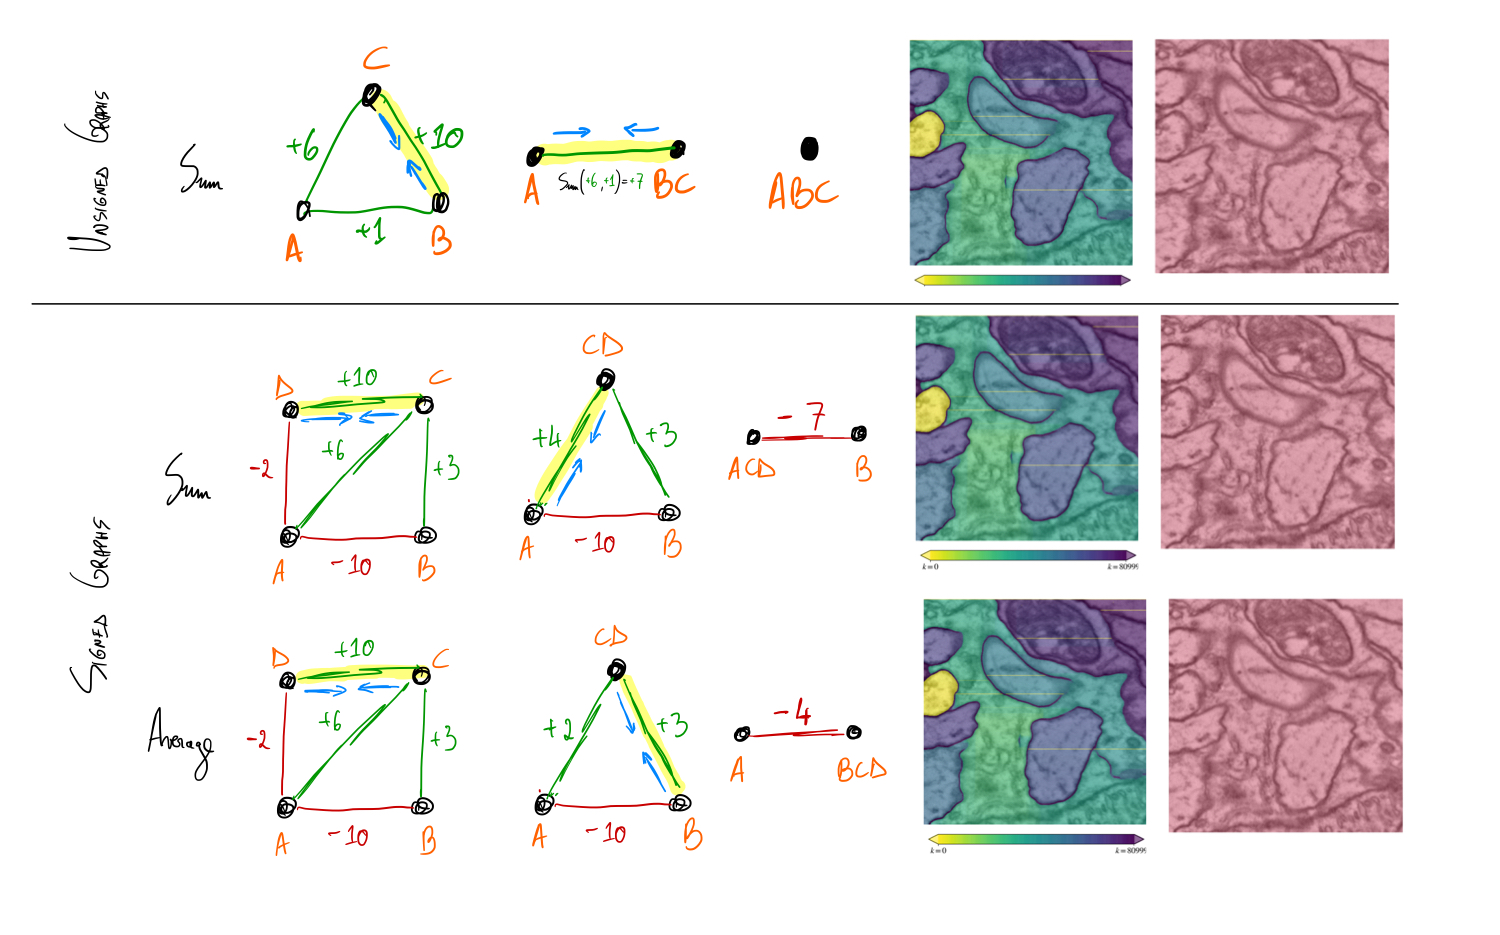 UNSIGNED GRAPHS
Sum
C
+6
+10
+1
A
B
A
Sum(+6,+1)=+7
BC
ABC
SIGNED GRAPHS
Sum
D
+10
C
-2
+6
+3
A
-10
B
CD
+4
+3
A
-10
B
-7
ACD
B
k=0
k=8099
Average
D
+10
C
-2
+6
+3
A
-10
B
CD
+2
+3
A
-10
B
-4
A
BCD
k=0
k=8099